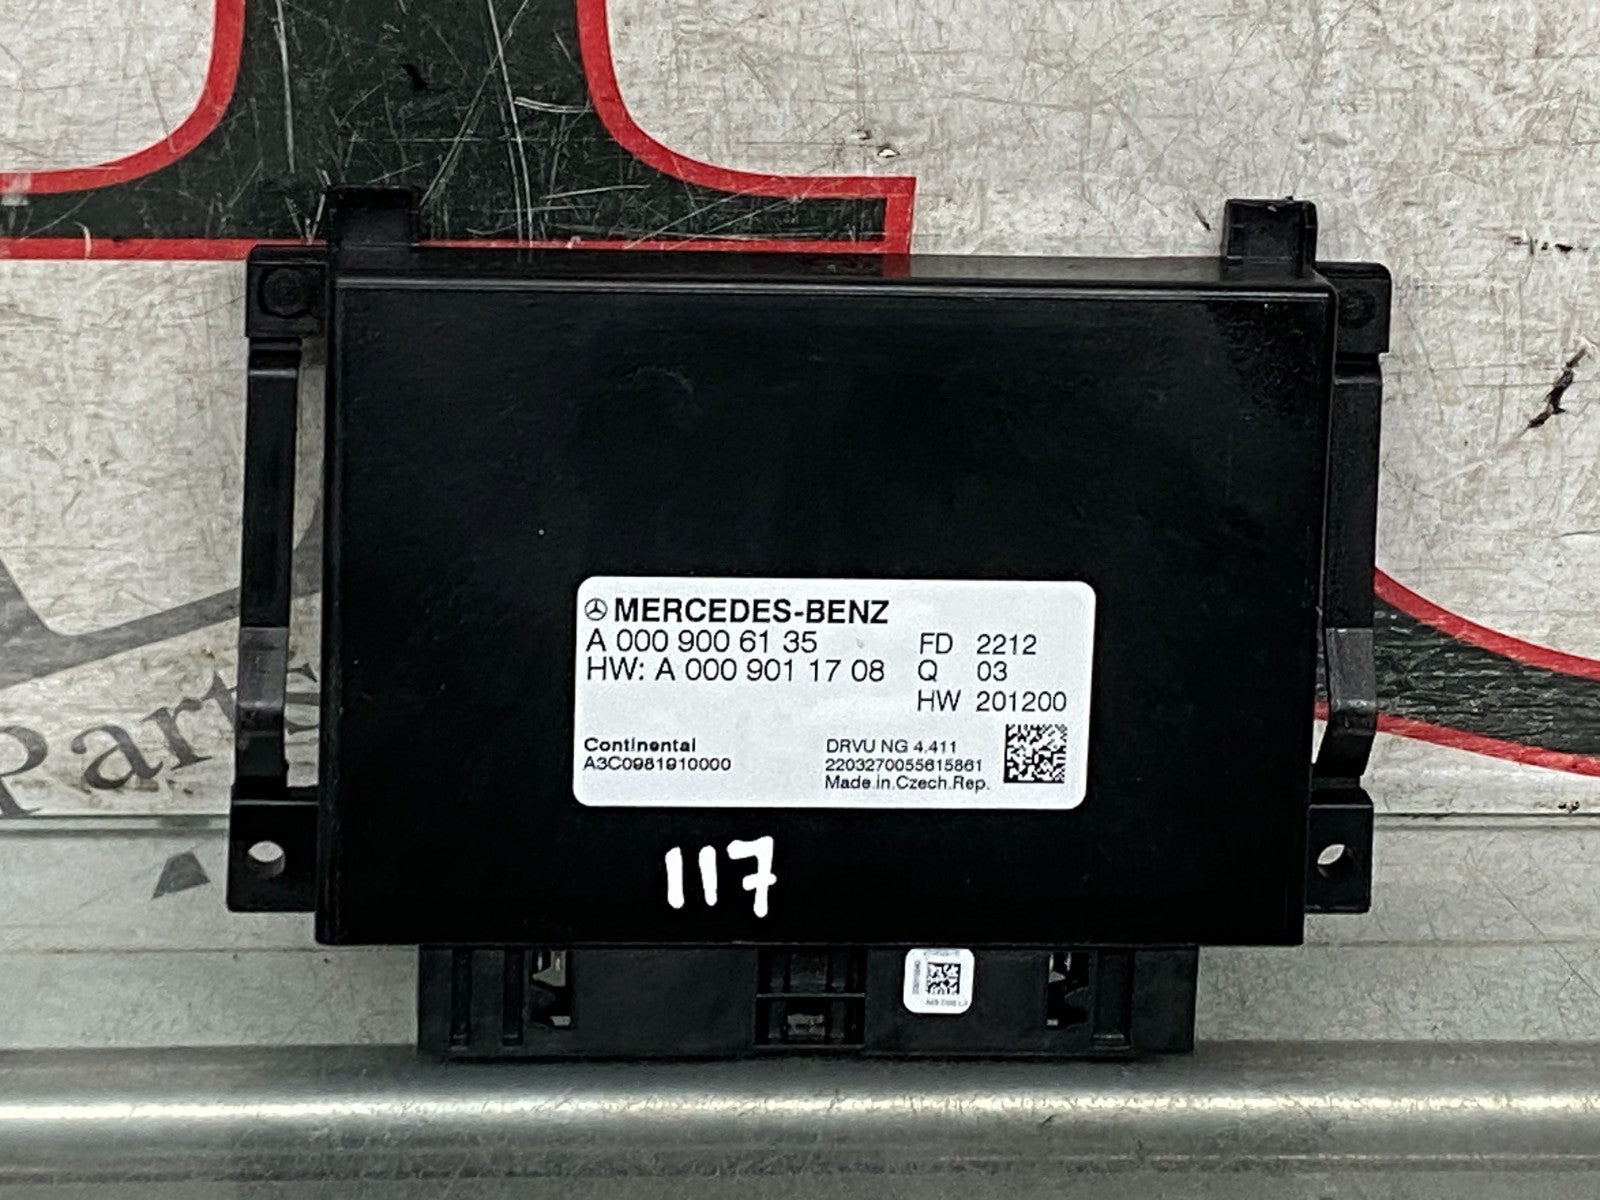 MERCEDES-BENZ
A 000 900 61 35
HW: A 000 901 17 08
FD 2212
Q 03
HW 201200
Continental
A3C0981910000
DRVU NG 4.411
2203270055615861
Made.in.Czech.Rep.
117
Parts